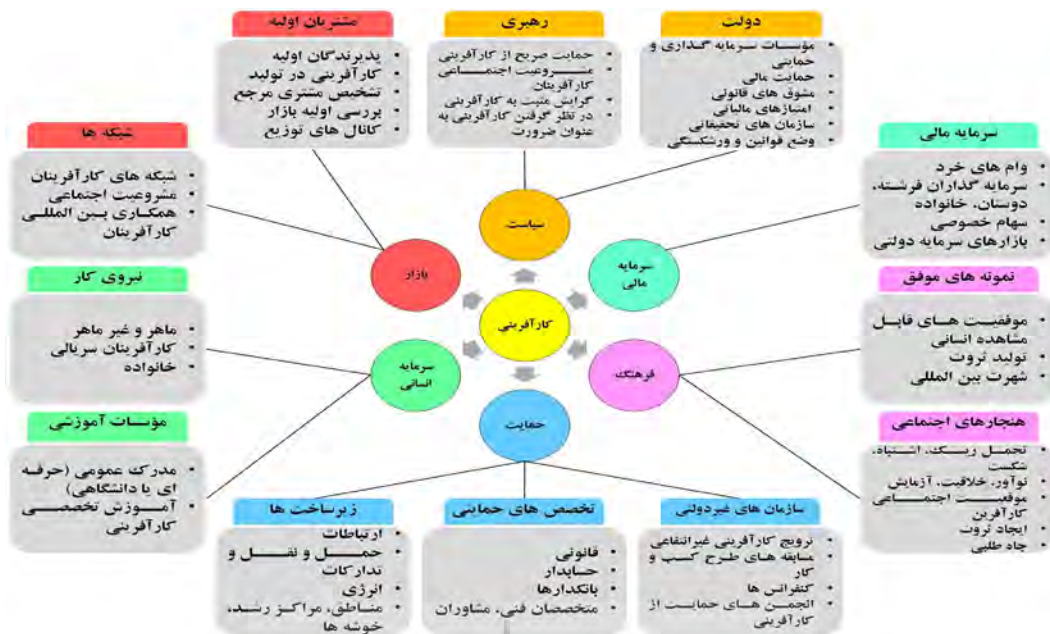 مشتریان اولیه
پذیرندگان اولیه
کارآفرینی در تولید
تشخیص مشتری مرجع
بررسی اولیه بازار
کانال های توزیع
رهبری
حمایت صریح از کارآفرینی
مشروعیت اجتماعی
کارآفرینان
گرایش مثبت به کارآفرینی
در نظر گرفتن کارآفرینی به
عنوان ضرورت
دولت
مؤسسات سرمایه گذاری و
حمایتی
حمایت مالی
مشوق های قانونی
امتیازهای مالیاتی
سازمان های تحقیقاتی
وضع قوانین و ورشکستگی
شبکه ها
شبکه های کارآفرینان
مشروعیت اجتماعی
همکاری بین المللی
کارآفرینان
سرمایه مالی
وام های خرد
سرمایه گذاران فرشته،
دوستان، خانواده
سهام خصوصی
بازارهای سرمایه دولتی
سیاست
بازار
سرمایه
مالی
کارآفرینی
سرمایه
انسانی
فرهنگ
حمایت
نیروی کار
ماهر و غیر ماهر
کارآفرینان سریالی
خانواده
نمونه های موفق
موفقیت های قابل
مشاهده انسانی
تولید ثروت
شهرت بین المللی
مؤسسات آموزشی
مدرک عمومی (حرفه
ای یا دانشگاهی)
آموزش تخصصی
کارآفرینی
هنجارهای اجتماعی
تحمل ریسک، اشتباه،
شکست
نوآور، خلاقیت، آزمایش
موقعیت اجتماعی
کارآفرین
ایجاد ثروت
جاه طلبی
زیرساخت ها
ارتباطات
حمل و نقل و
تدارکات
انرژی
مناطق، مراکز رشد،
خوشه ها
تخصص های حمایتی
قانونی
حسابدار
بانکدارها
متخصصان فنی، مشاوران
سازمان های غیردولتی
ترویج کارآفرینی غیرانتفاعی
مسابقه های طرح کسب و
کار
کنفرانس ها
انجمن های حمایت از
کارآفرینی